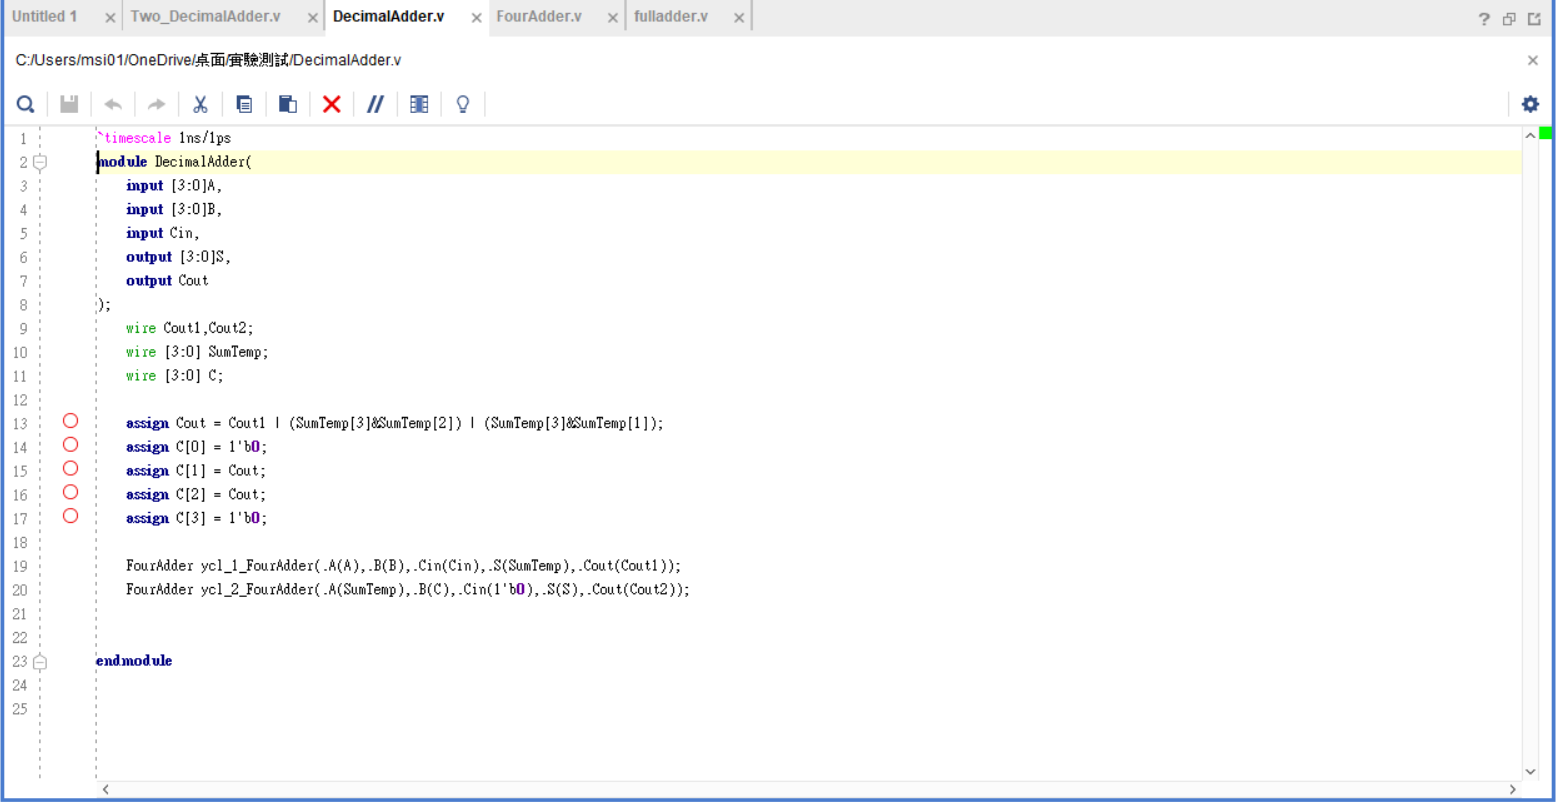 Untitled 1 × Two_DecimalAdder.v × DecimalAdder.v × FourAdder.v × fulladder.v ×
C:/Users/msi01/OneDrive/桌面/實驗測試/DecimalAdder.v
1 `timescale 1ns/1ps
2 module DecimalAdder(
3 input [3:0]A,
4 input [3:0]B,
5 input Cin,
6 output [3:0]S,
7 output Cout
8 );
9 wire Cout1,Cout2;
10 wire [3:0] SumTemp;
11 wire [3:0] C;
12
13 assign Cout = Cout1 | (SumTemp[3]&SumTemp[2]) | (SumTemp[3]&SumTemp[1]);
14 assign C[0] = 1'b0;
15 assign C[1] = Cout;
16 assign C[2] = Cout;
17 assign C[3] = 1'b0;
18
19 FourAdder ycl_1_FourAdder(.A(A),.B(B),.Cin(Cin),.S(SumTemp),.Cout(Cout1));
20 FourAdder ycl_2_FourAdder(.A(SumTemp),.B(C),.Cin(1'b0),.S(S),.Cout(Cout2));
21
22
23 endmodule
24
25